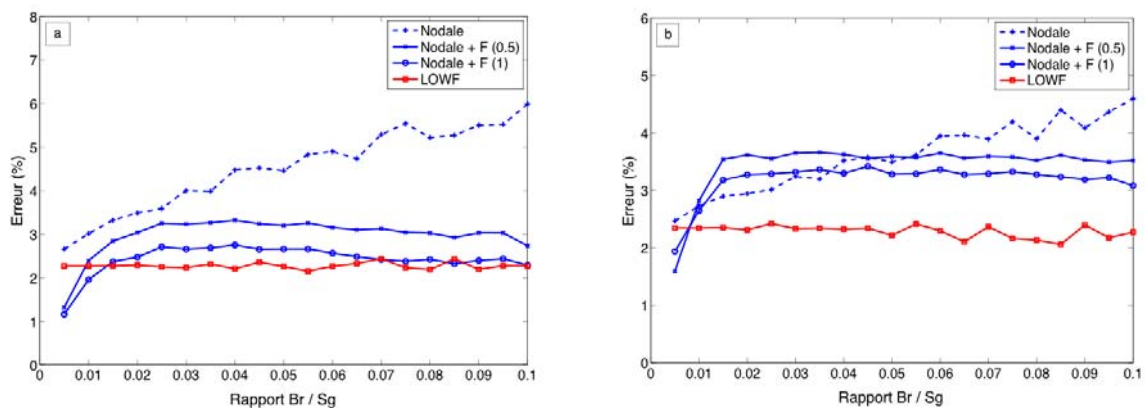 a
Nodale
Nodale + F (0.5)
Nodale + F (1)
LOWF
8
7
6
5
4
3
2
1
0
Erreur (%)
0 0.01 0.02 0.03 0.04 0.05 0.06 0.07 0.08 0.09 0.1
Rapport Br / Sg
b
Nodale
Nodale + F (0.5)
Nodale + F (1)
LOWF
6
5
4
3
2
1
0
Erreur (%)
0 0.01 0.02 0.03 0.04 0.05 0.06 0.07 0.08 0.09 0.1
Rapport Br / Sg